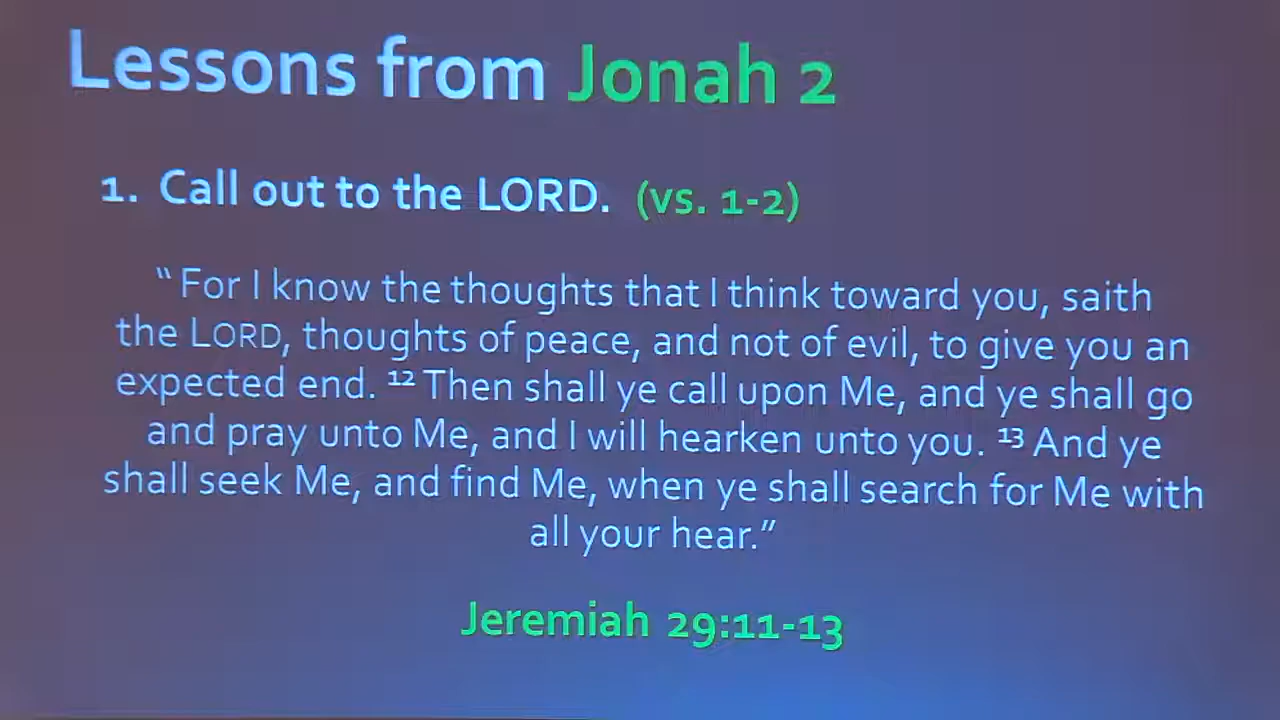 Lessons from Jonah 2
1. Call out to the LORD. (vs. 1-2)
“ For I know the thoughts that I think toward you, saith
the LORD, thoughts of peace, and not of evil, to give you an
expected end. 12 Then shall ye call upon Me, and ye shall go
and pray unto Me, and I will hearken unto you. 13 And ye
shall seek Me, and find Me, when ye shall search for Me with
all your hear.”
Jeremiah 29:11-13